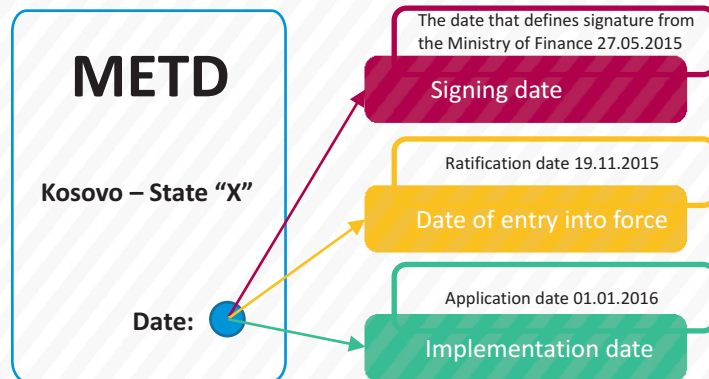 METD
Kosovo – State “X”
Date:
The date that defines signature from
the Ministry of Finance 27.05.2015
Signing date
Ratification date 19.11.2015
Date of entry into force
Application date 01.01.2016
Implementation date